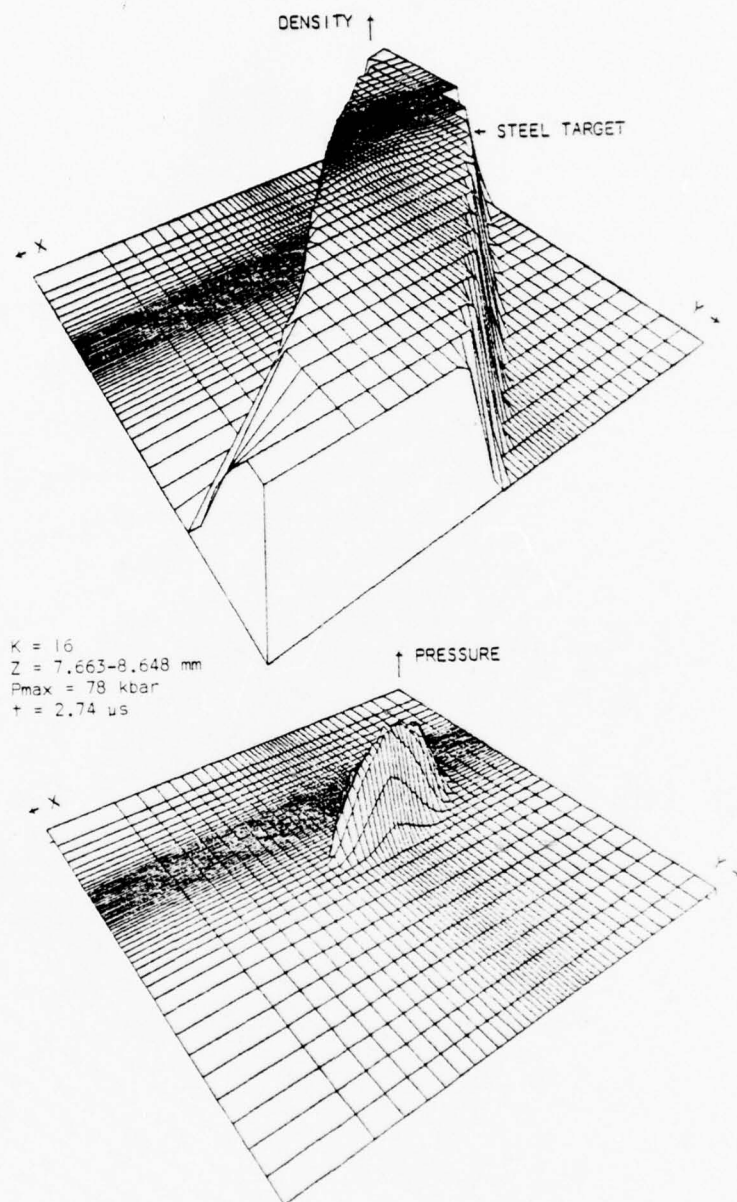 DENSITY ↑
← STEEL TARGET
← X
Y →
K = 16
Z = 7.663-8.648 mm
Pmax = 78 kbar
t = 2.74 µs
↑ PRESSURE
← X
Y →